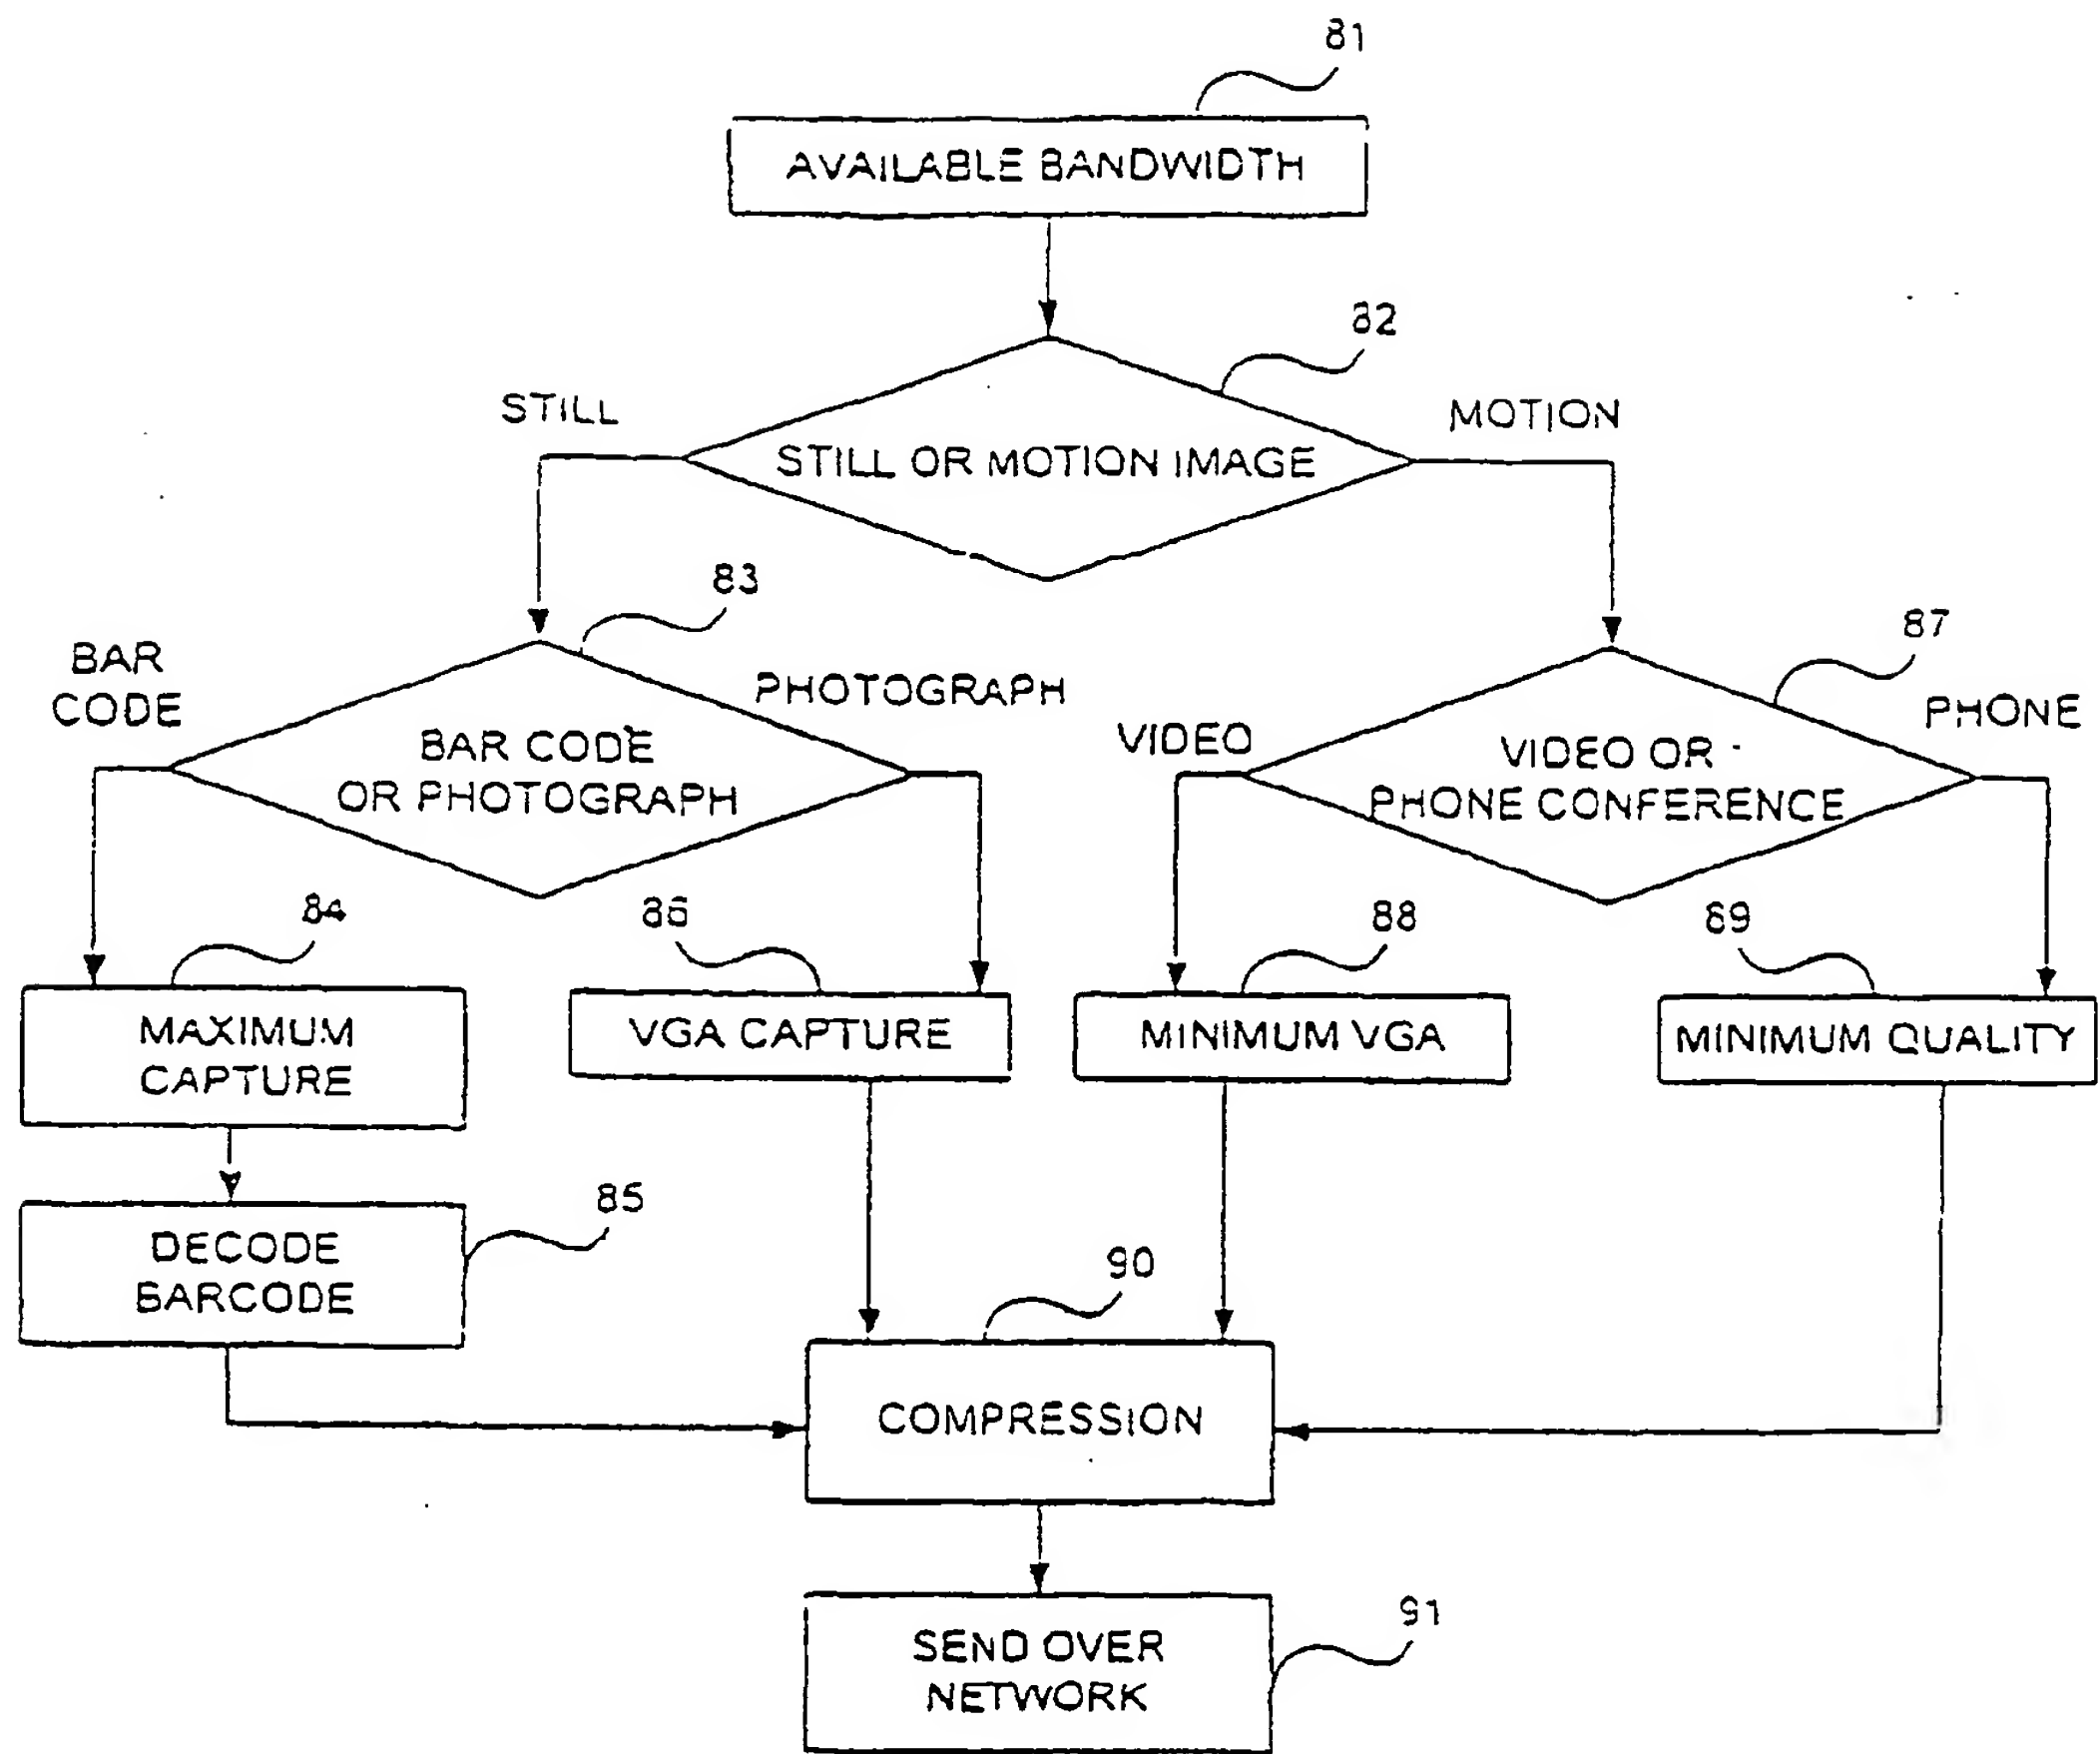 81
AVAILABLE BANDWIDTH
82
STILL
MOTION
STILL OR MOTION IMAGE
83
87
BAR
CODE
PHOTOGRAPH
BAR CODE
OR PHOTOGRAPH
VIDEO
PHONE
VIDEO OR
PHONE CONFERENCE
84
86
88
89
MAXIMUM
CAPTURE
VGA CAPTURE
MINIMUM VGA
MINIMUM QUALITY
85
DECODE
BARCODE
90
COMPRESSION
91
SEND OVER
NETWORK